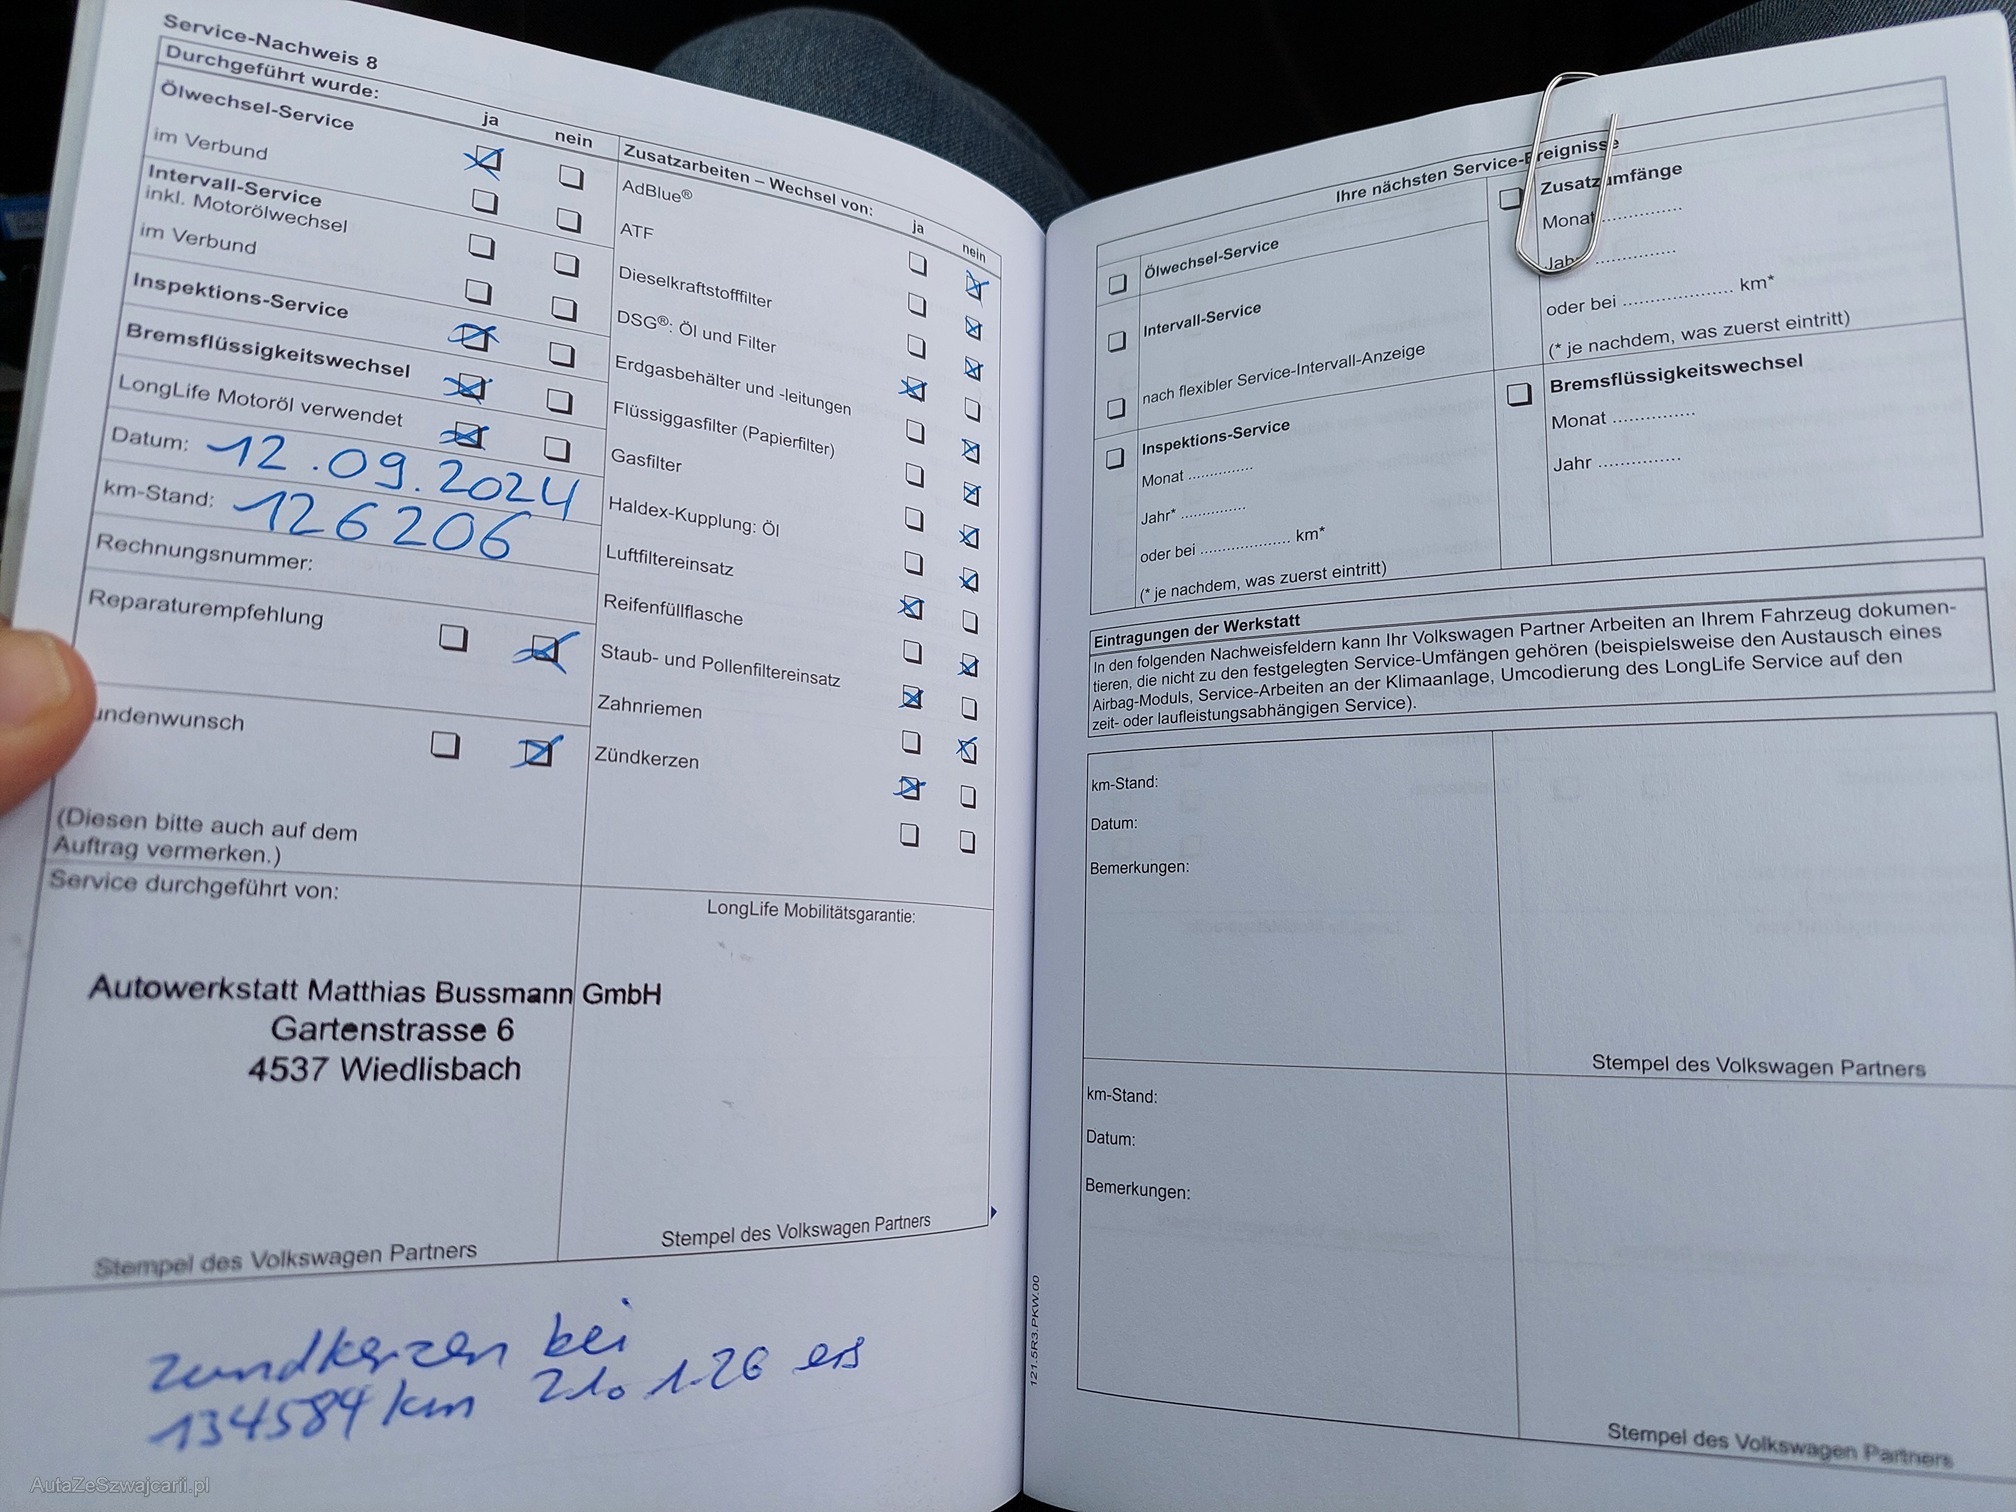 Service-Nachweis 8
Durchgeführt wurde:
ja
nein
Ölwechsel-Service
im Verbund
Intervall-Service
inkl. Motorölwechsel
im Verbund
Inspektions-Service
Bremsflüssigkeitswechsel
LongLife Motoröl verwendet
Datum: 12.09.2024
km-Stand: 126206
Rechnungsnummer:
Reparaturempfehlung
undenwunsch
(Diesen bitte auch auf dem
Auftrag vermerken.)
Zusatzarbeiten – Wechsel von:
ja
nein
AdBlue®
ATF
Dieselkraftstofffilter
DSG®: Öl und Filter
Erdgasbehälter und -leitungen
Flüssiggasfilter (Papierfilter)
Gasfilter
Haldex-Kupplung: Öl
Luftfiltereinsatz
Reifenfüllflasche
Staub- und Pollenfiltereinsatz
Zahnriemen
Zündkerzen
Service durchgeführt von:
LongLife Mobilitätsgarantie:
Autowerkstatt Matthias Bussmann GmbH
Gartenstrasse 6
4537 Wiedlisbach
Stempel des Volkswagen Partners
Stempel des Volkswagen Partners
Zundkerzen bei
134584 km 21.1.26 ers
Ihre nächsten Service-Ereignisse
Ölwechsel-Service
Intervall-Service
nach flexibler Service-Intervall-Anzeige
Inspektions-Service
Monat ..............
Jahr* ..............
oder bei .................... km*
(* je nachdem, was zuerst eintritt)
Zusatzumfänge
Monat ..............
Jahr ..............
oder bei .................... km*
(* je nachdem, was zuerst eintritt)
Bremsflüssigkeitswechsel
Monat ..............
Jahr ..............
Eintragungen der Werkstatt
In den folgenden Nachweisfeldern kann Ihr Volkswagen Partner Arbeiten an Ihrem Fahrzeug dokumen-
tieren, die nicht zu den festgelegten Service-Umfängen gehören (beispielsweise den Austausch eines
Airbag-Moduls, Service-Arbeiten an der Klimaanlage, Umcodierung des LongLife Service auf den
zeit- oder laufleistungsabhängigen Service).
km-Stand:
Datum:
Bemerkungen:
Stempel des Volkswagen Partners
km-Stand:
Datum:
Bemerkungen:
Stempel des Volkswagen Partners
121.5R3.PKW.00
AutaZeSzwajcarii.pl